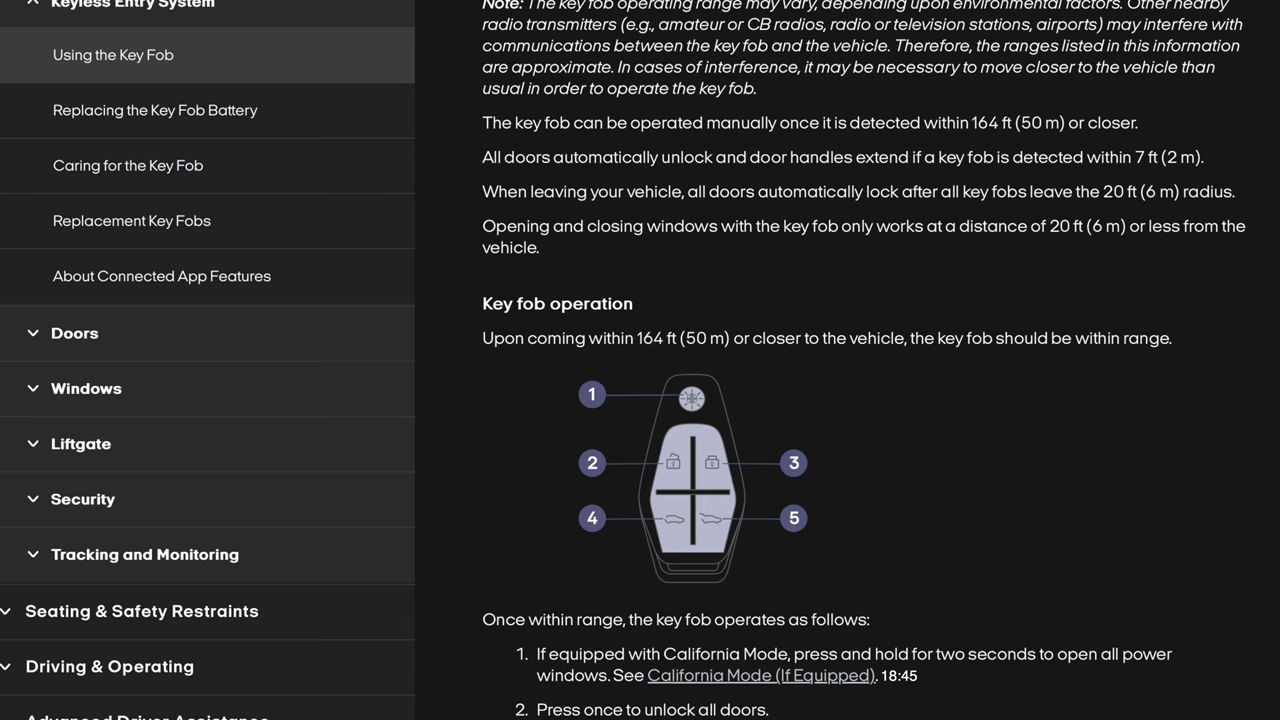 Keyless Entry System
Using the Key Fob
Replacing the Key Fob Battery
Caring for the Key Fob
Replacement Key Fobs
About Connected App Features
Doors
Windows
Liftgate
Security
Tracking and Monitoring
Seating & Safety Restraints
Driving & Operating
Advanced Driver Assistance
Note: The key fob operating range may vary, depending upon environmental factors. Other nearby
radio transmitters (e.g., amateur or CB radios, radio or television stations, airports) may interfere with
communications between the key fob and the vehicle. Therefore, the ranges listed in this information
are approximate. In cases of interference, it may be necessary to move closer to the vehicle than
usual in order to operate the key fob.
The key fob can be operated manually once it is detected within 164 ft (50 m) or closer.
All doors automatically unlock and door handles extend if a key fob is detected within 7 ft (2 m).
When leaving your vehicle, all doors automatically lock after all key fobs leave the 20 ft (6 m) radius.
Opening and closing windows with the key fob only works at a distance of 20 ft (6 m) or less from the
vehicle.
Key fob operation
Upon coming within 164 ft (50 m) or closer to the vehicle, the key fob should be within range.
1
2
3
4
5
Once within range, the key fob operates as follows:
1. If equipped with California Mode, press and hold for two seconds to open all power
windows. See California Mode (If Equipped). 18:45
2. Press once to unlock all doors.